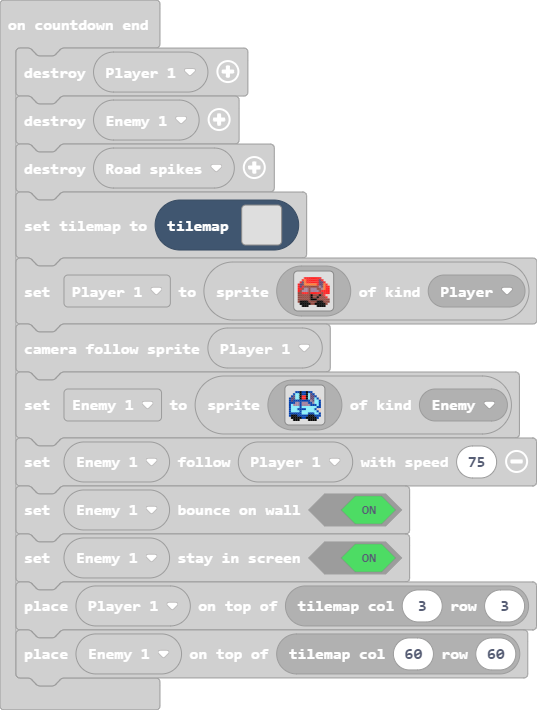 on countdown end
destroy Player 1
destroy Enemy 1
destroy Road spikes
set tilemap to tilemap
set Player 1 to sprite of kind Player
camera follow sprite Player 1
set Enemy 1 to sprite of kind Enemy
set Enemy 1 follow Player 1 with speed 75
set Enemy 1 bounce on wall ON
set Enemy 1 stay in screen ON
place Player 1 on top of tilemap col 3 row 3
place Enemy 1 on top of tilemap col 60 row 60